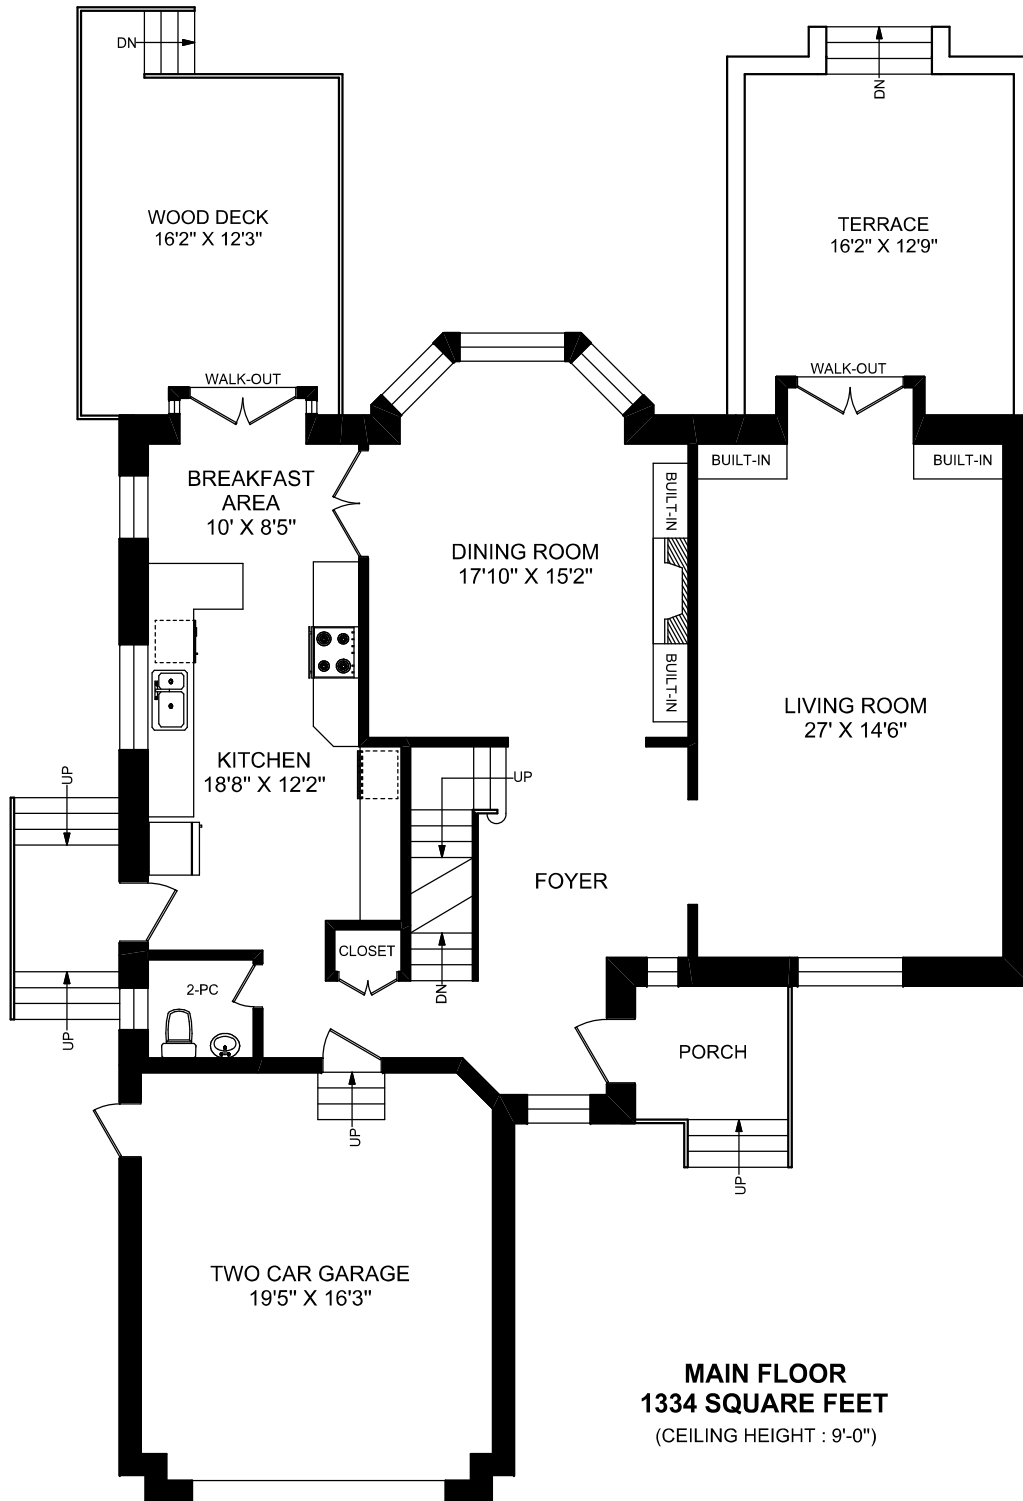 DN
DN
WOOD DECK
16'2" X 12'3"
TERRACE
16'2" X 12'9"
WALK-OUT
WALK-OUT
BUILT-IN
BUILT-IN
BREAKFAST
AREA
10' X 8'5"
BUILT-IN
DINING ROOM
17'10" X 15'2"
BUILT-IN
LIVING ROOM
27' X 14'6"
KITCHEN
18'8" X 12'2"
UP
UP
FOYER
CLOSET
2-PC
DN
UP
PORCH
UP
UP
TWO CAR GARAGE
19'5" X 16'3"
MAIN FLOOR
1334 SQUARE FEET
(CEILING HEIGHT : 9'-0")